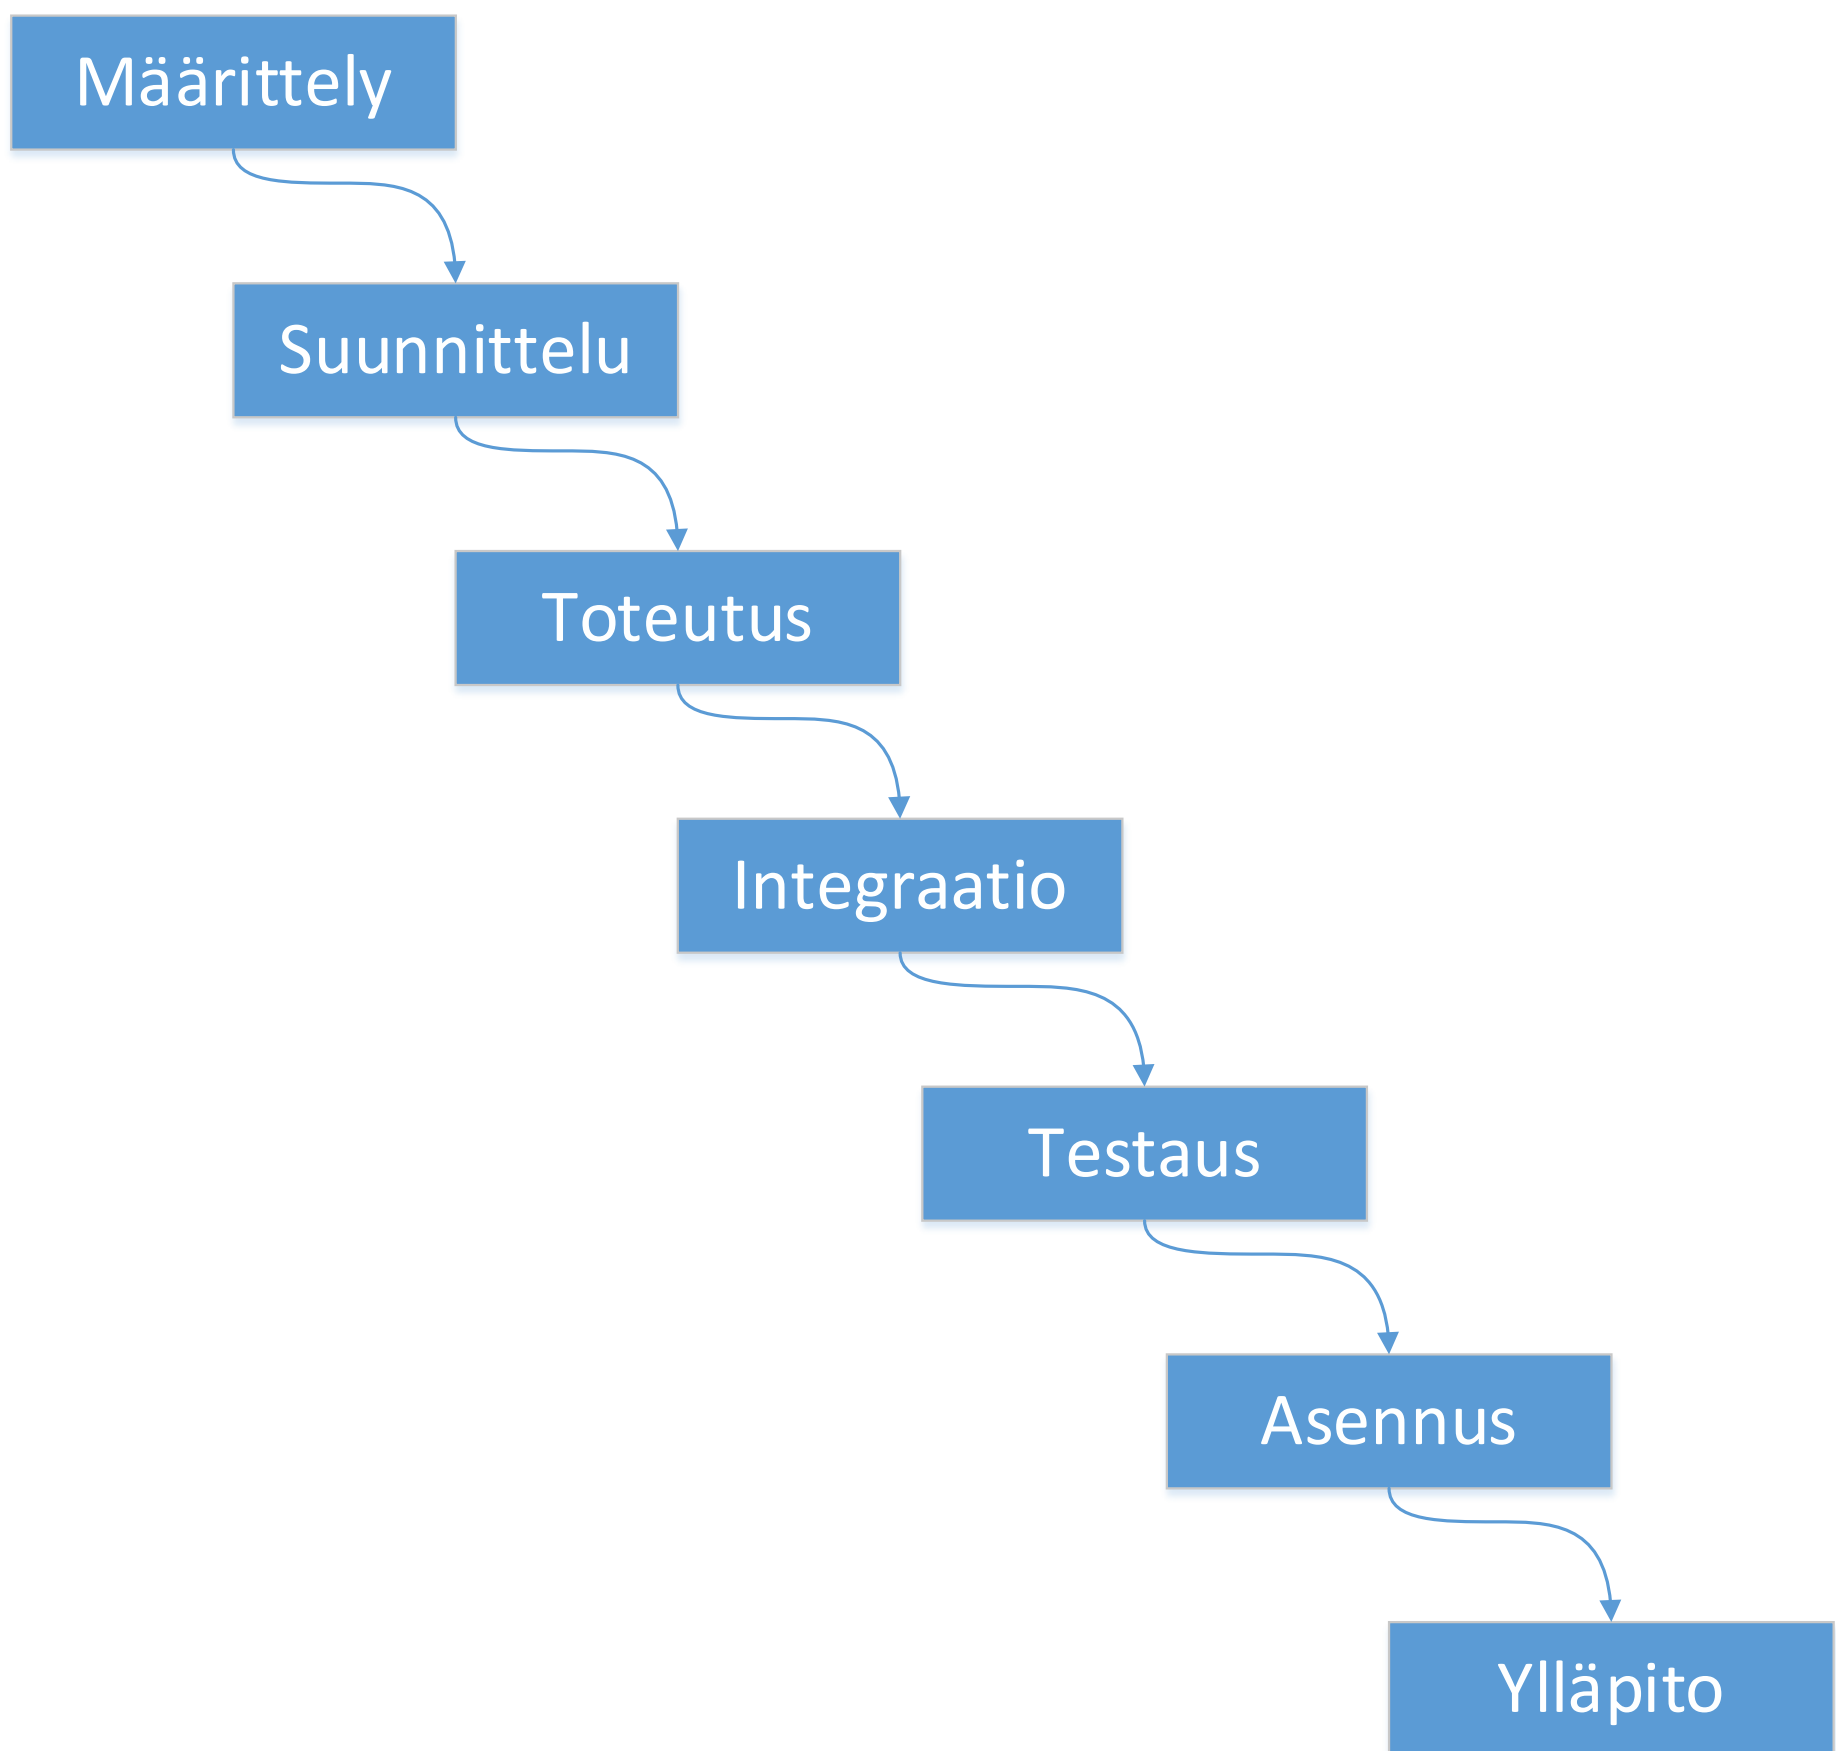 Määrittely
Suunnittelu
Toteutus
Integraatio
Testaus
Asennus
Ylläpito